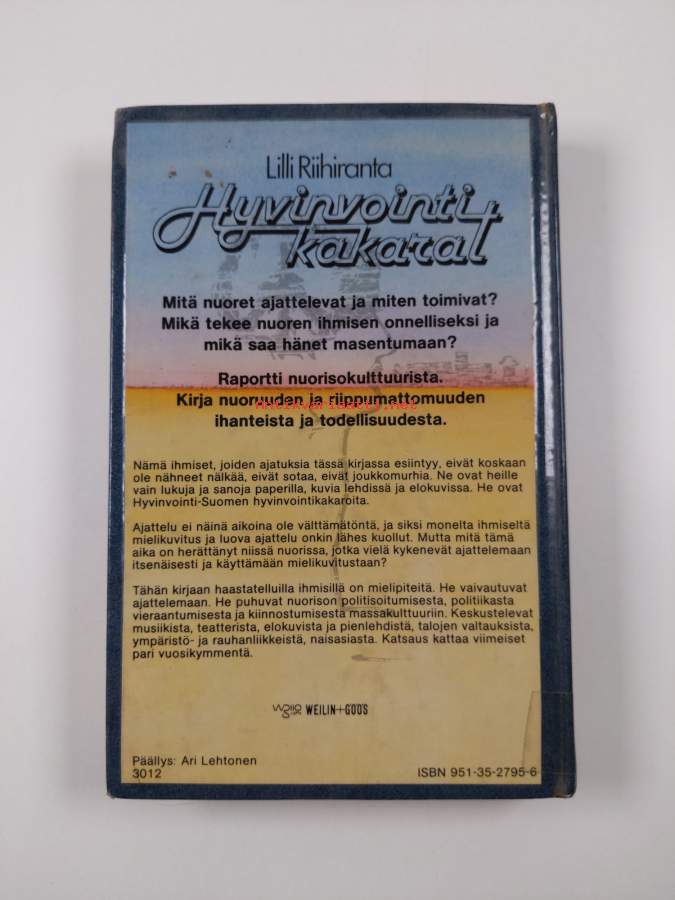 Lilli Riihiranta
Hyvinvointi
kakarat
Mitä nuoret ajattelevat ja miten toimivat?
Mikä tekee nuoren ihmisen onnelliseksi ja
mikä saa hänet masentumaan?
Raportti nuorisokulttuurista.
Kirja nuoruuden ja riippumattomuuden
ihanteista ja todellisuudesta.
Nämä ihmiset, joiden ajatuksia tässä kirjassa esiintyy, eivät koskaan
ole nähneet nälkää, eivät sotaa, eivät joukkomurhia. Ne ovat heille
vain lukuja ja sanoja paperilla, kuvia lehdissä ja elokuvissa. He ovat
Hyvinvointi-Suomen hyvinvointikakaroita.
Ajattelu ei näinä aikoina ole välttämätöntä, ja siksi monelta ihmiseltä
mielikuvitus ja luova ajattelu onkin lähes kuollut. Mutta mitä tämä
aika on herättänyt niissä nuorissa, jotka vielä kykenevät ajattelemaan
itsenäisesti ja käyttämään mielikuvitustaan?
Tähän kirjaan haastatelluilla ihmisillä on mielipiteitä. He vaivautuvat
ajattelemaan. He puhuvat nuorison politisoitumisesta, politiikasta
vieraantumisesta ja kiinnostumisesta massakulttuuriin. Keskustelevat
musiikista, teatterista, elokuvista ja pienlehdistä, talojen valtauksista,
ympäristö- ja rauhanliikkeistä, naisasiasta. Katsaus kattaa viimeiset
pari vuosikymmentä.
WEILIN+GÖÖS
Päällys: Ari Lehtonen
3012
ISBN 951-35-2795-6